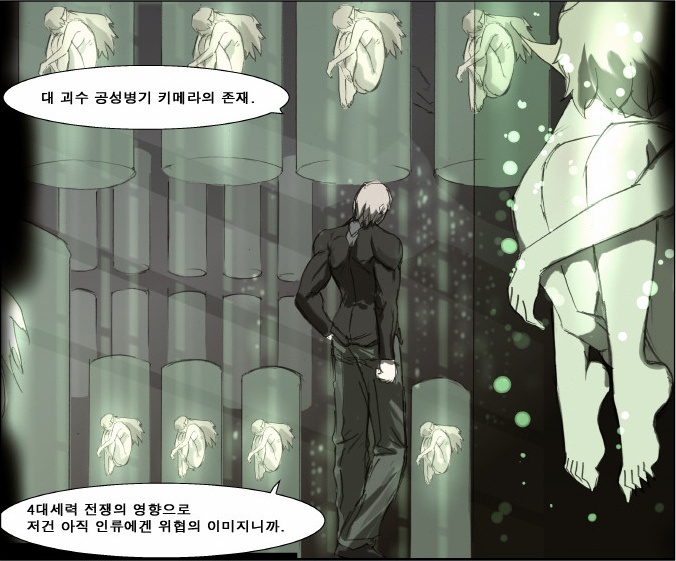 대 괴수 공성병기 키메라의 존재.
4대세력 전쟁의 영향으로
저건 아직 인류에겐 위협의 이미지니까.